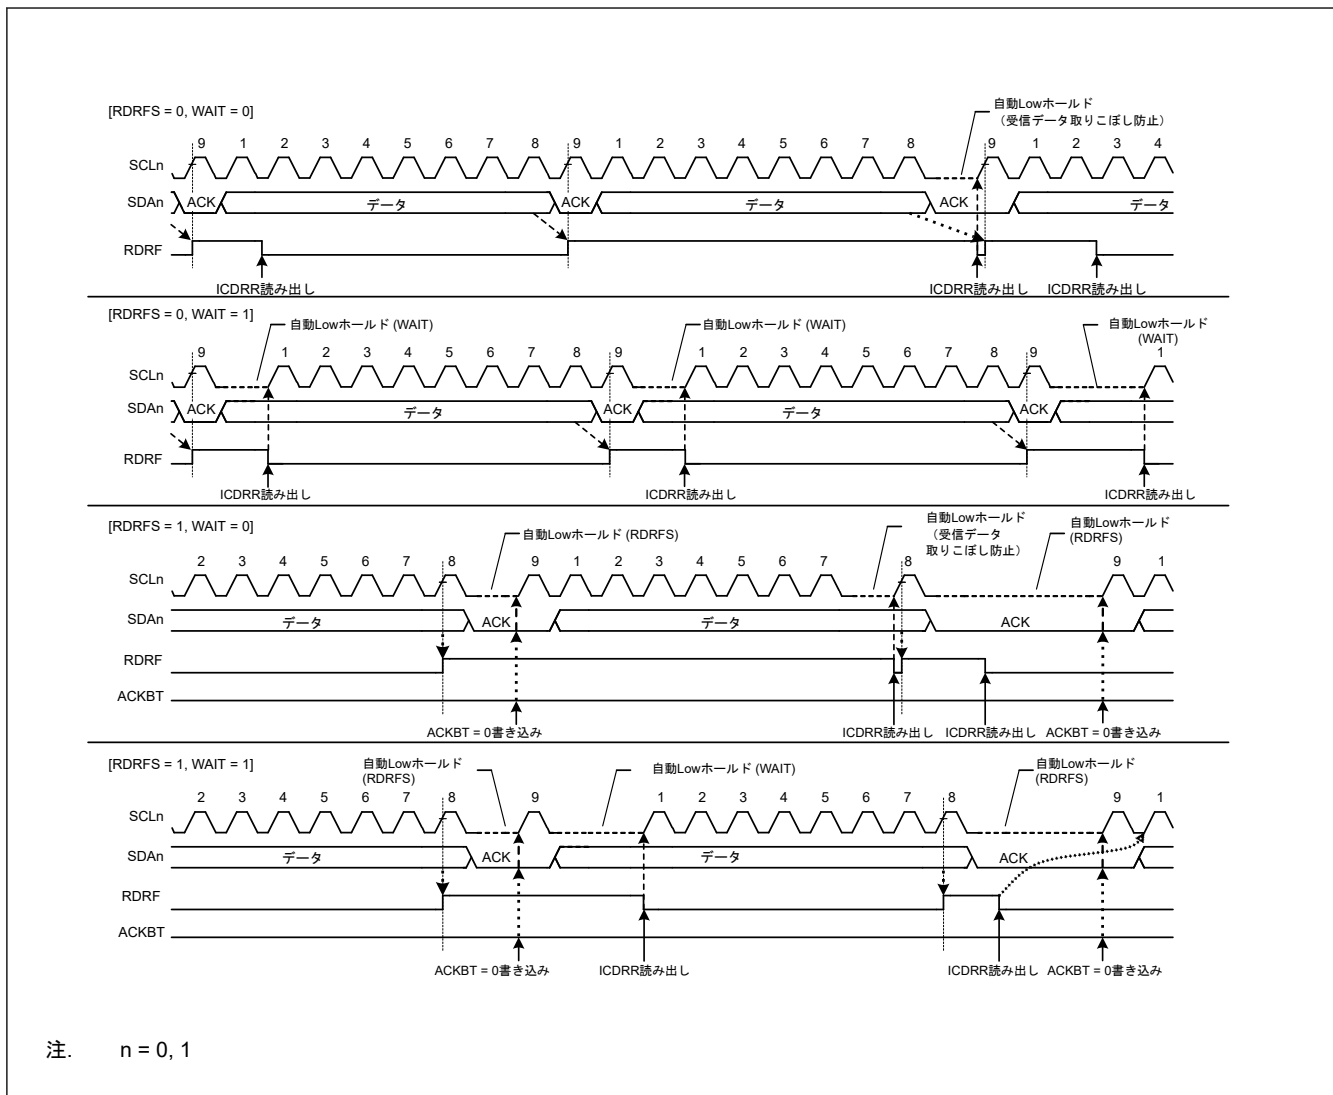 [RDRFS = 0, WAIT = 0]
自動Lowホールド
（受信データ取りこぼし防止）
9 1 2 3 4 5 6 7 8 9 1 2 3 4 5 6 7 8 9 1 2 3 4
SCLn
SDAn ACK データ ACK データ ACK データ
RDRF
ICDRR読み出し ICDRR読み出し ICDRR読み出し
[RDRFS = 0, WAIT = 1]
自動Lowホールド (WAIT) 自動Lowホールド (WAIT) 自動Lowホールド
(WAIT)
9 1 2 3 4 5 6 7 8 9 1 2 3 4 5 6 7 8 9 1
SCLn
SDAn ACK データ ACK データ ACK
RDRF
ICDRR読み出し ICDRR読み出し ICDRR読み出し
[RDRFS = 1, WAIT = 0]
自動Lowホールド (RDRFS)
自動Lowホールド
（受信データ
取りこぼし防止）
自動Lowホールド
(RDRFS)
2 3 4 5 6 7 8 9 1 2 3 4 5 6 7 8 9 1
SCLn
SDAn データ ACK データ ACK
RDRF
ACKBT
ACKBT = 0書き込み ICDRR読み出し ICDRR読み出し ACKBT = 0書き込み
[RDRFS = 1, WAIT = 1]
自動Lowホールド
(RDRFS)
自動Lowホールド (WAIT)
自動Lowホールド
(RDRFS)
2 3 4 5 6 7 8 9 1 2 3 4 5 6 7 8 9 1
SCLn
SDAn データ ACK データ ACK
RDRF
ACKBT
ACKBT = 0書き込み ICDRR読み出し ICDRR読み出し ACKBT = 0書き込み
注. n = 0, 1